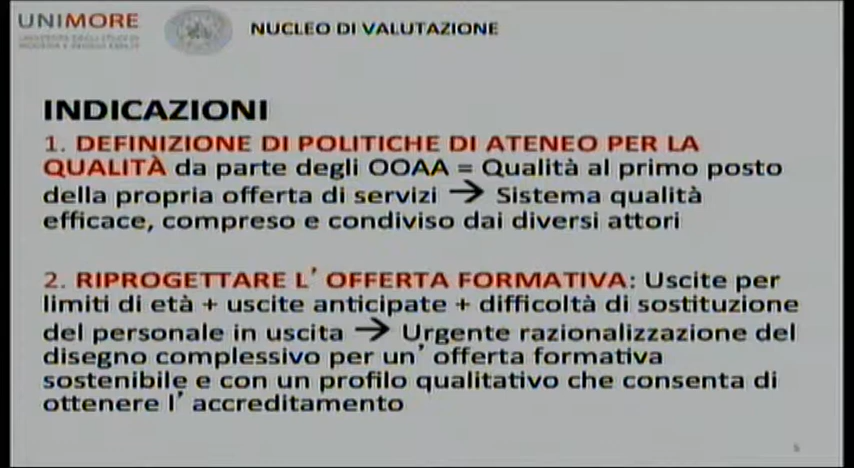 UNIMORE
NUCLEO DI VALUTAZIONE
INDICAZIONI
1. DEFINIZIONE DI POLITICHE DI ATENEO PER LA
QUALITÀ da parte degli OOAA = Qualità al primo posto
della propria offerta di servizi → Sistema qualità
efficace, compreso e condiviso dai diversi attori
2. RIPROGETTARE L' OFFERTA FORMATIVA: Uscite per
limiti di età + uscite anticipate + difficoltà di sostituzione
del personale in uscita → Urgente razionalizzazione del
disegno complessivo per un' offerta formativa
sostenibile e con un profilo qualitativo che consenta di
ottenere l' accreditamento
5